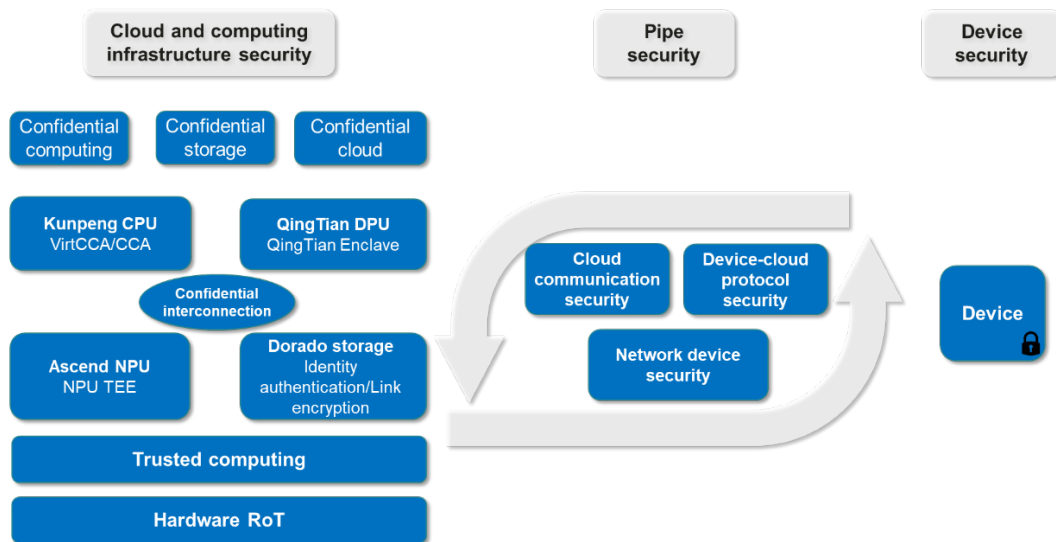 Cloud and computing
infrastructure security
Pipe
security
Device
security
Confidential
computing
Confidential
storage
Confidential
cloud
Kunpeng CPU
VirtCCA/CCA
QingTian DPU
QingTian Enclave
Confidential
interconnection
Ascend NPU
NPU TEE
Dorado storage
Identity
authentication/Link
encryption
Trusted computing
Hardware RoT
Cloud
communication
security
Device-cloud
protocol
security
Network device
security
Device